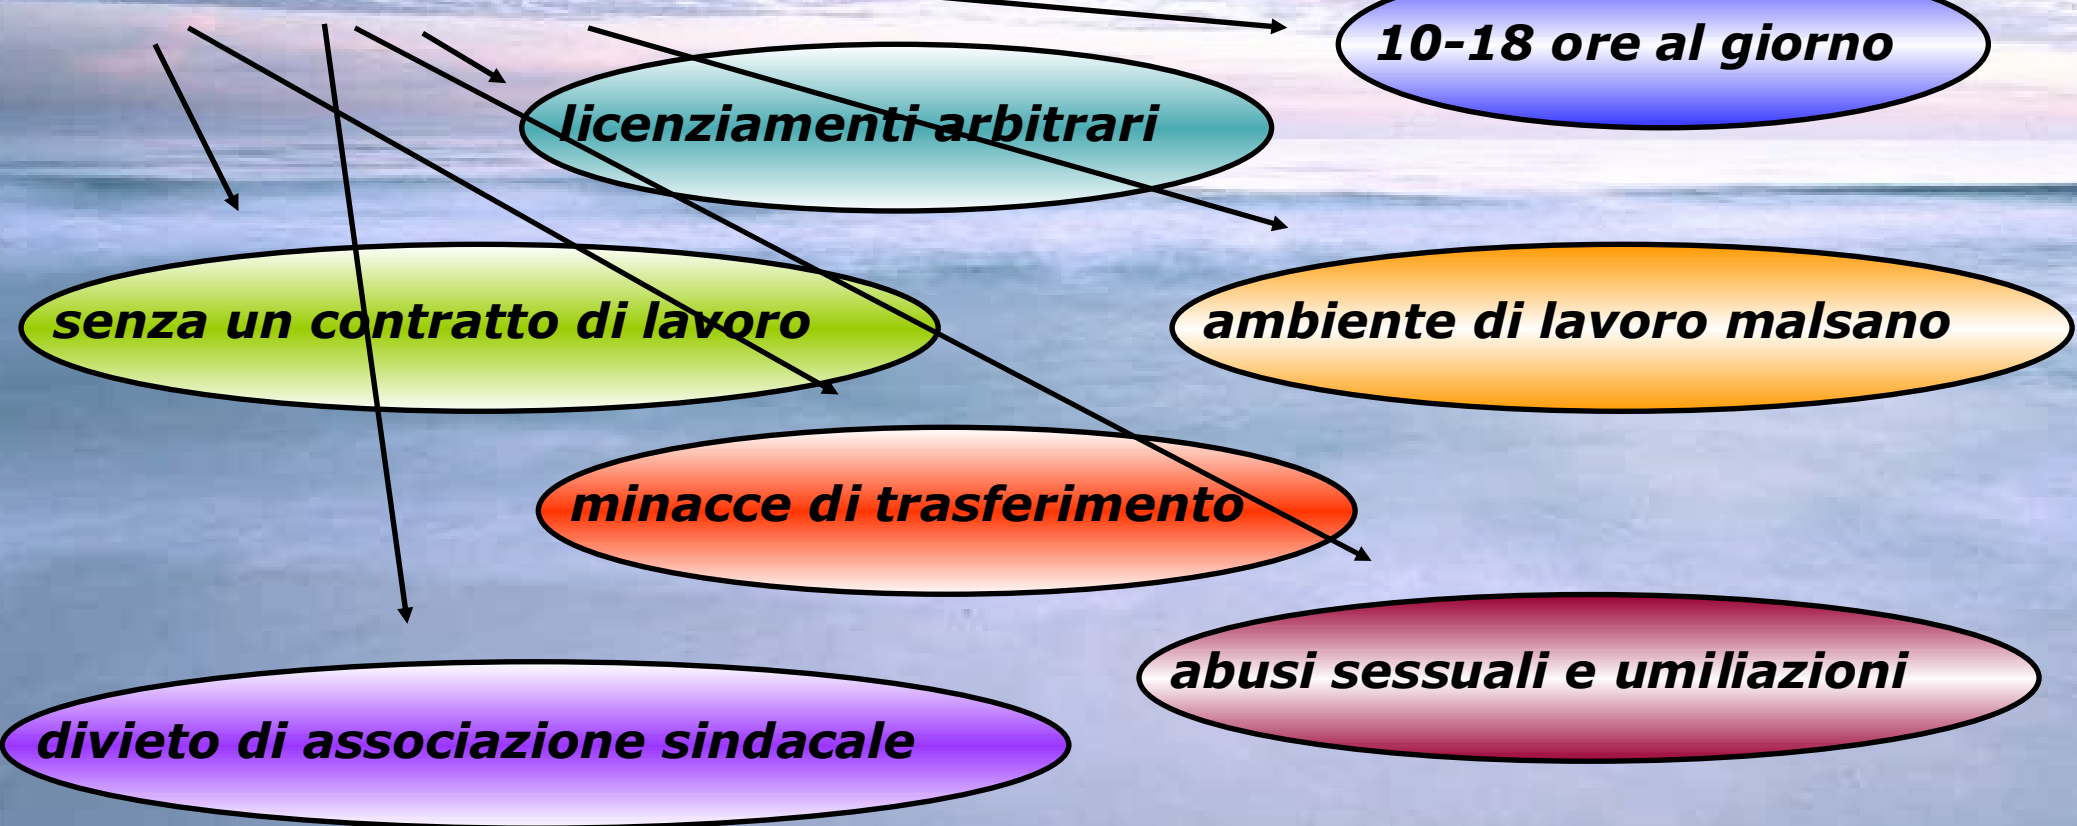 10-18 ore al giorno
licenziamenti arbitrari
senza un contratto di lavoro
ambiente di lavoro malsano
minacce di trasferimento
abusi sessuali e umiliazioni
divieto di associazione sindacale